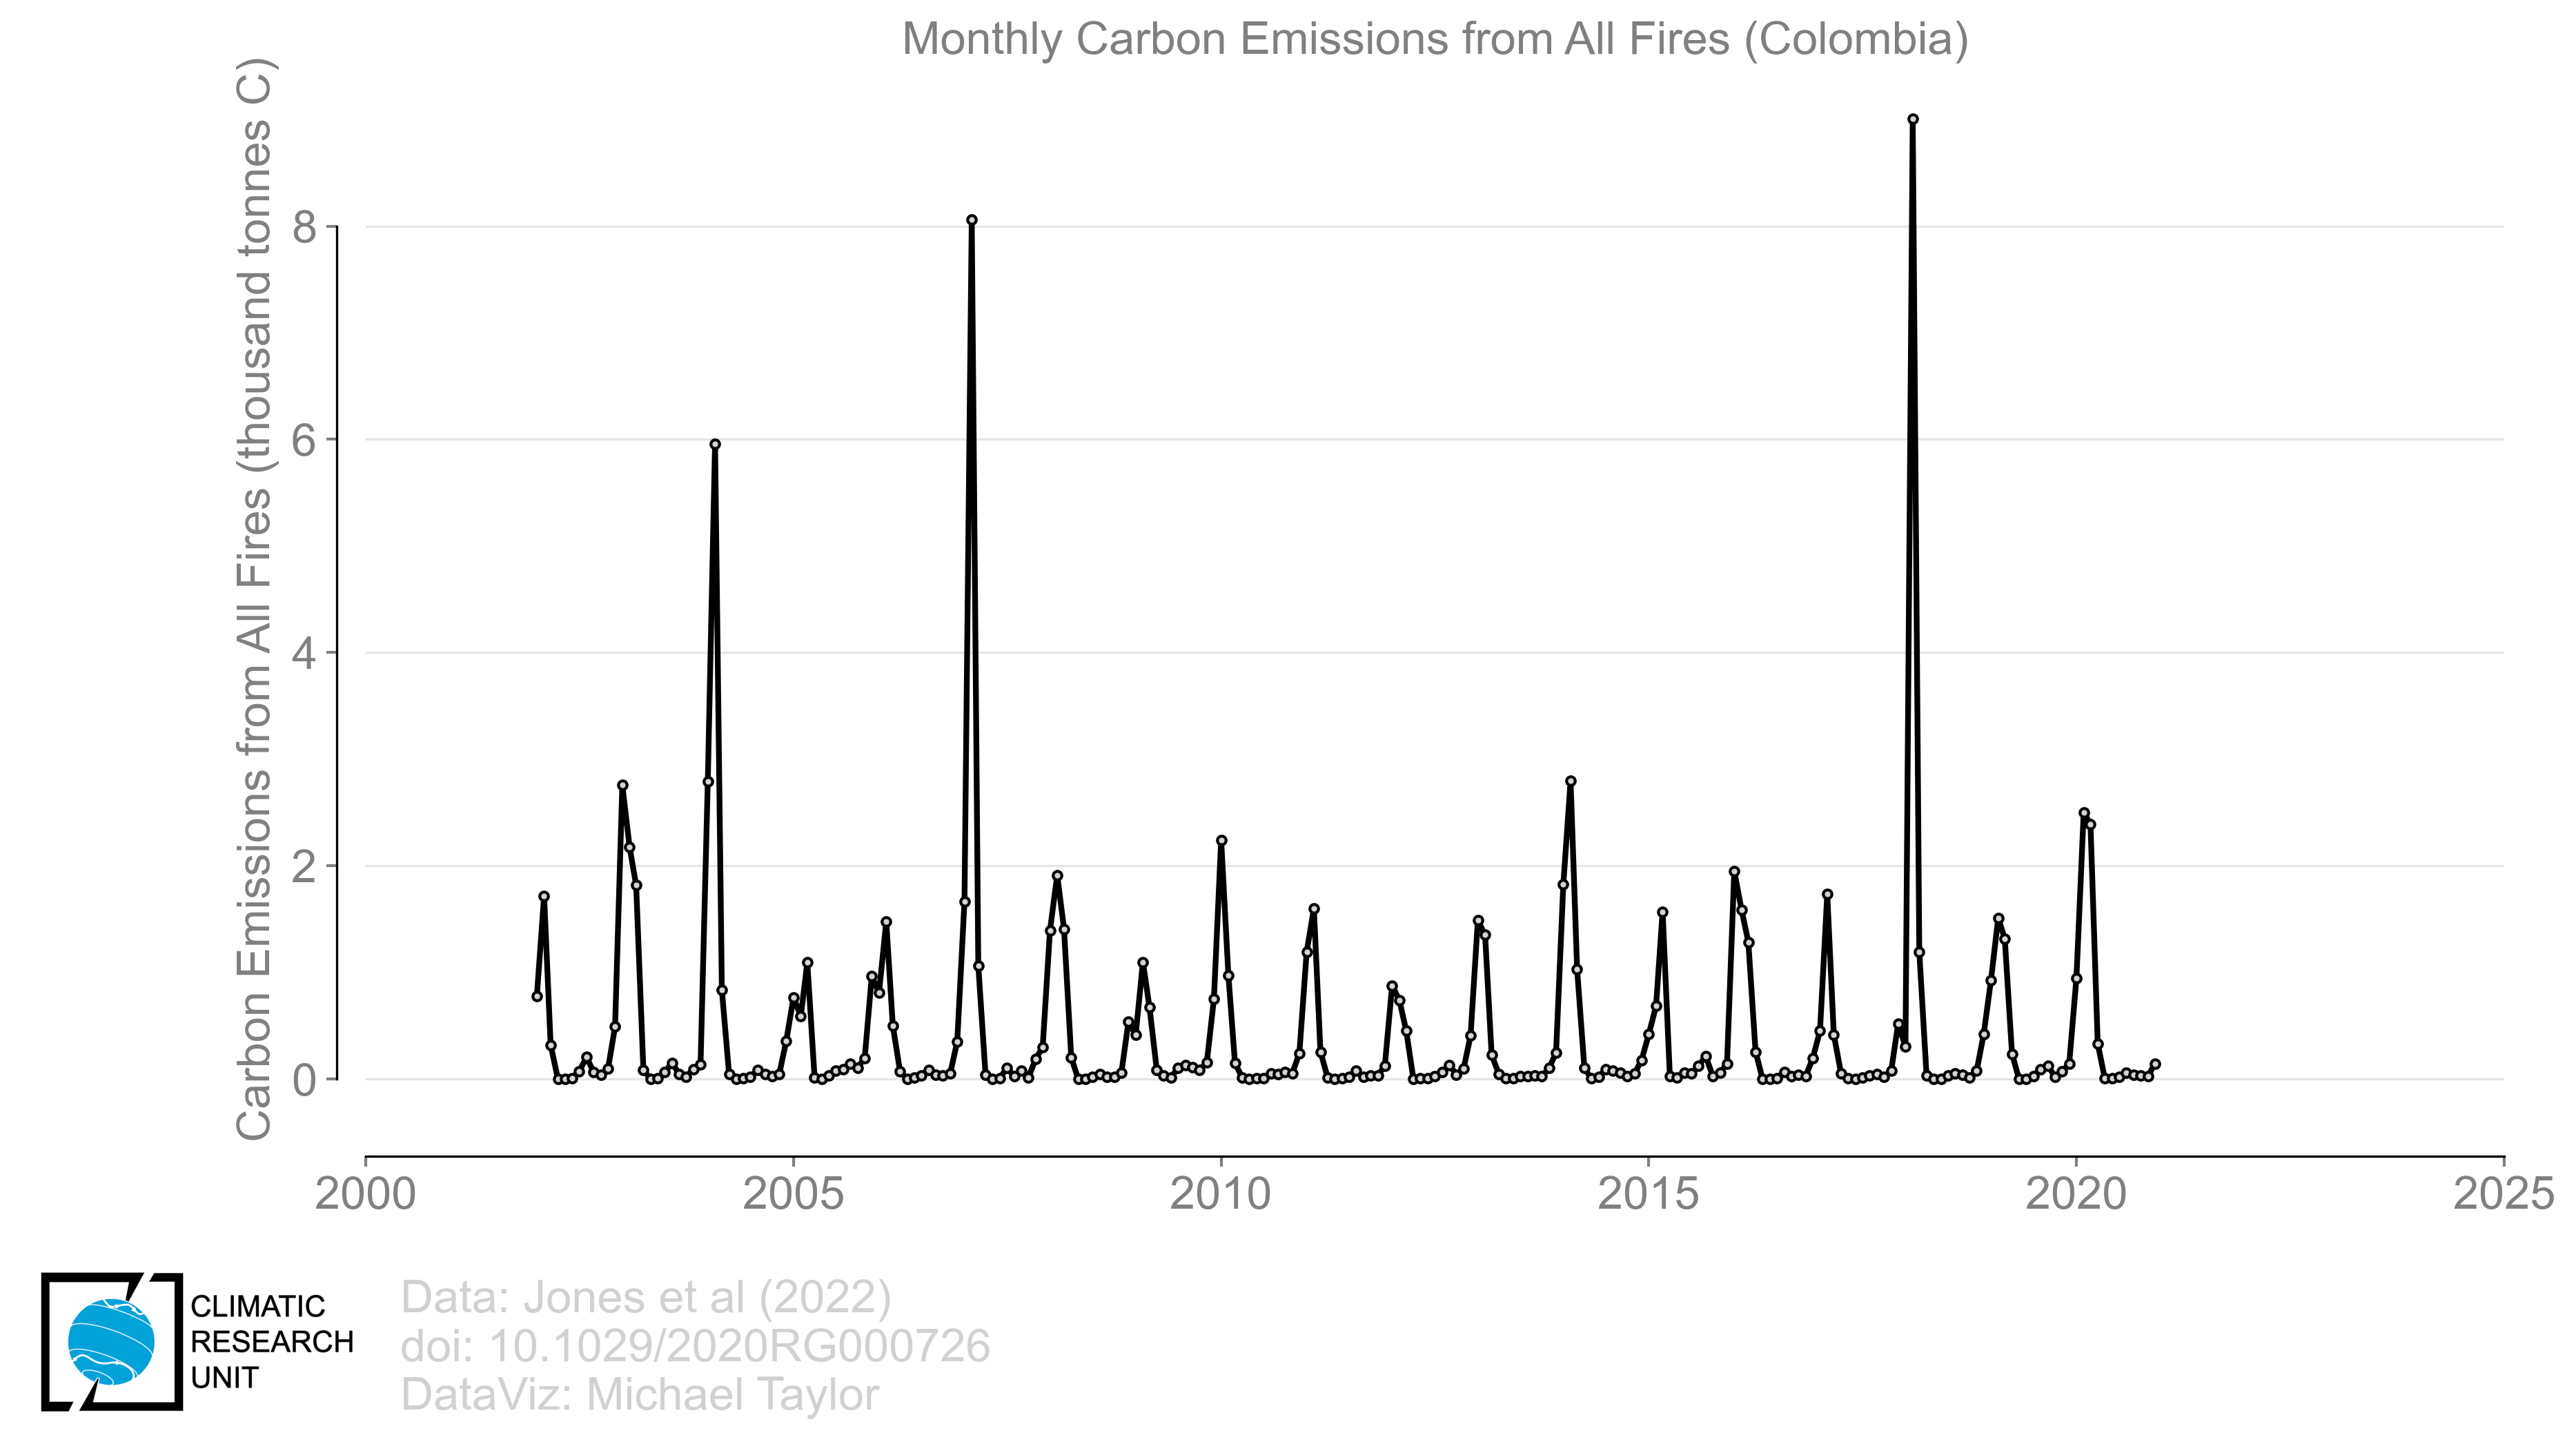 Monthly Carbon Emissions from All Fires (Colombia)
Carbon Emissions from All Fires (thousand tonnes C)
8
6
4
2
0
2000 2005 2010 2015 2020 2025
CLIMATIC
RESEARCH
UNIT
Data: Jones et al (2022)
doi: 10.1029/2020RG000726
DataViz: Michael Taylor